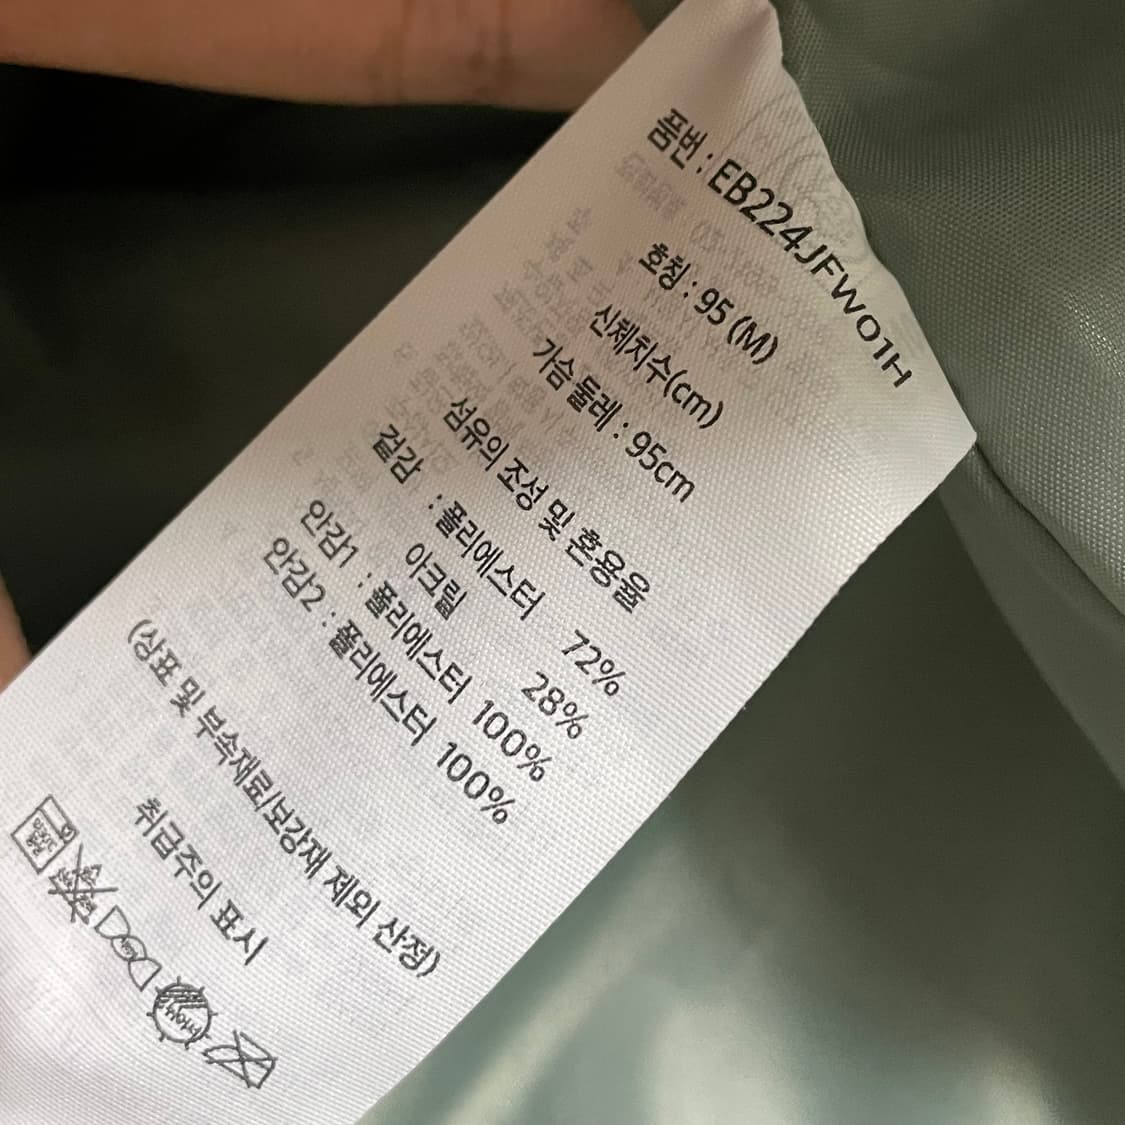 품번 : EB224JFW01H
호칭 : 95 (M)
신체치수(cm)
가슴 둘레 : 95cm
섬유의 조성 및 혼용율
겉감 : 폴리에스터 72%
아크릴 28%
안감1 : 폴리에스터 100%
안감2 : 폴리에스터 100%
(상표 및 부속재료/보강재 제외 산정)
취급주의 표시